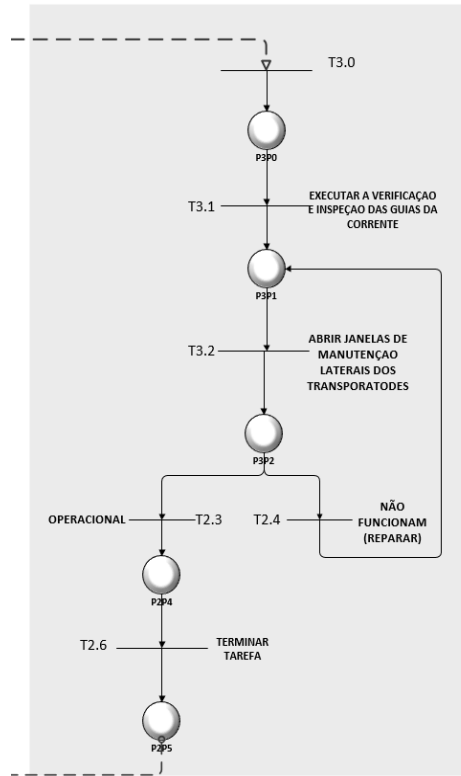 T3.0
P3P0
T3.1
EXECUTAR A VERIFICAÇAO
E INSPEÇAO DAS GUIAS DA
CORRENTE
P3P1
T3.2
ABRIR JANELAS DE
MANUTENÇAO
LATERAIS DOS
TRANSPORATODES
P3P2
OPERACIONAL
T2.3
T2.4
NÃO
FUNCIONAM
(REPARAR)
P2P4
T2.6
TERMINAR
TAREFA
P2P5